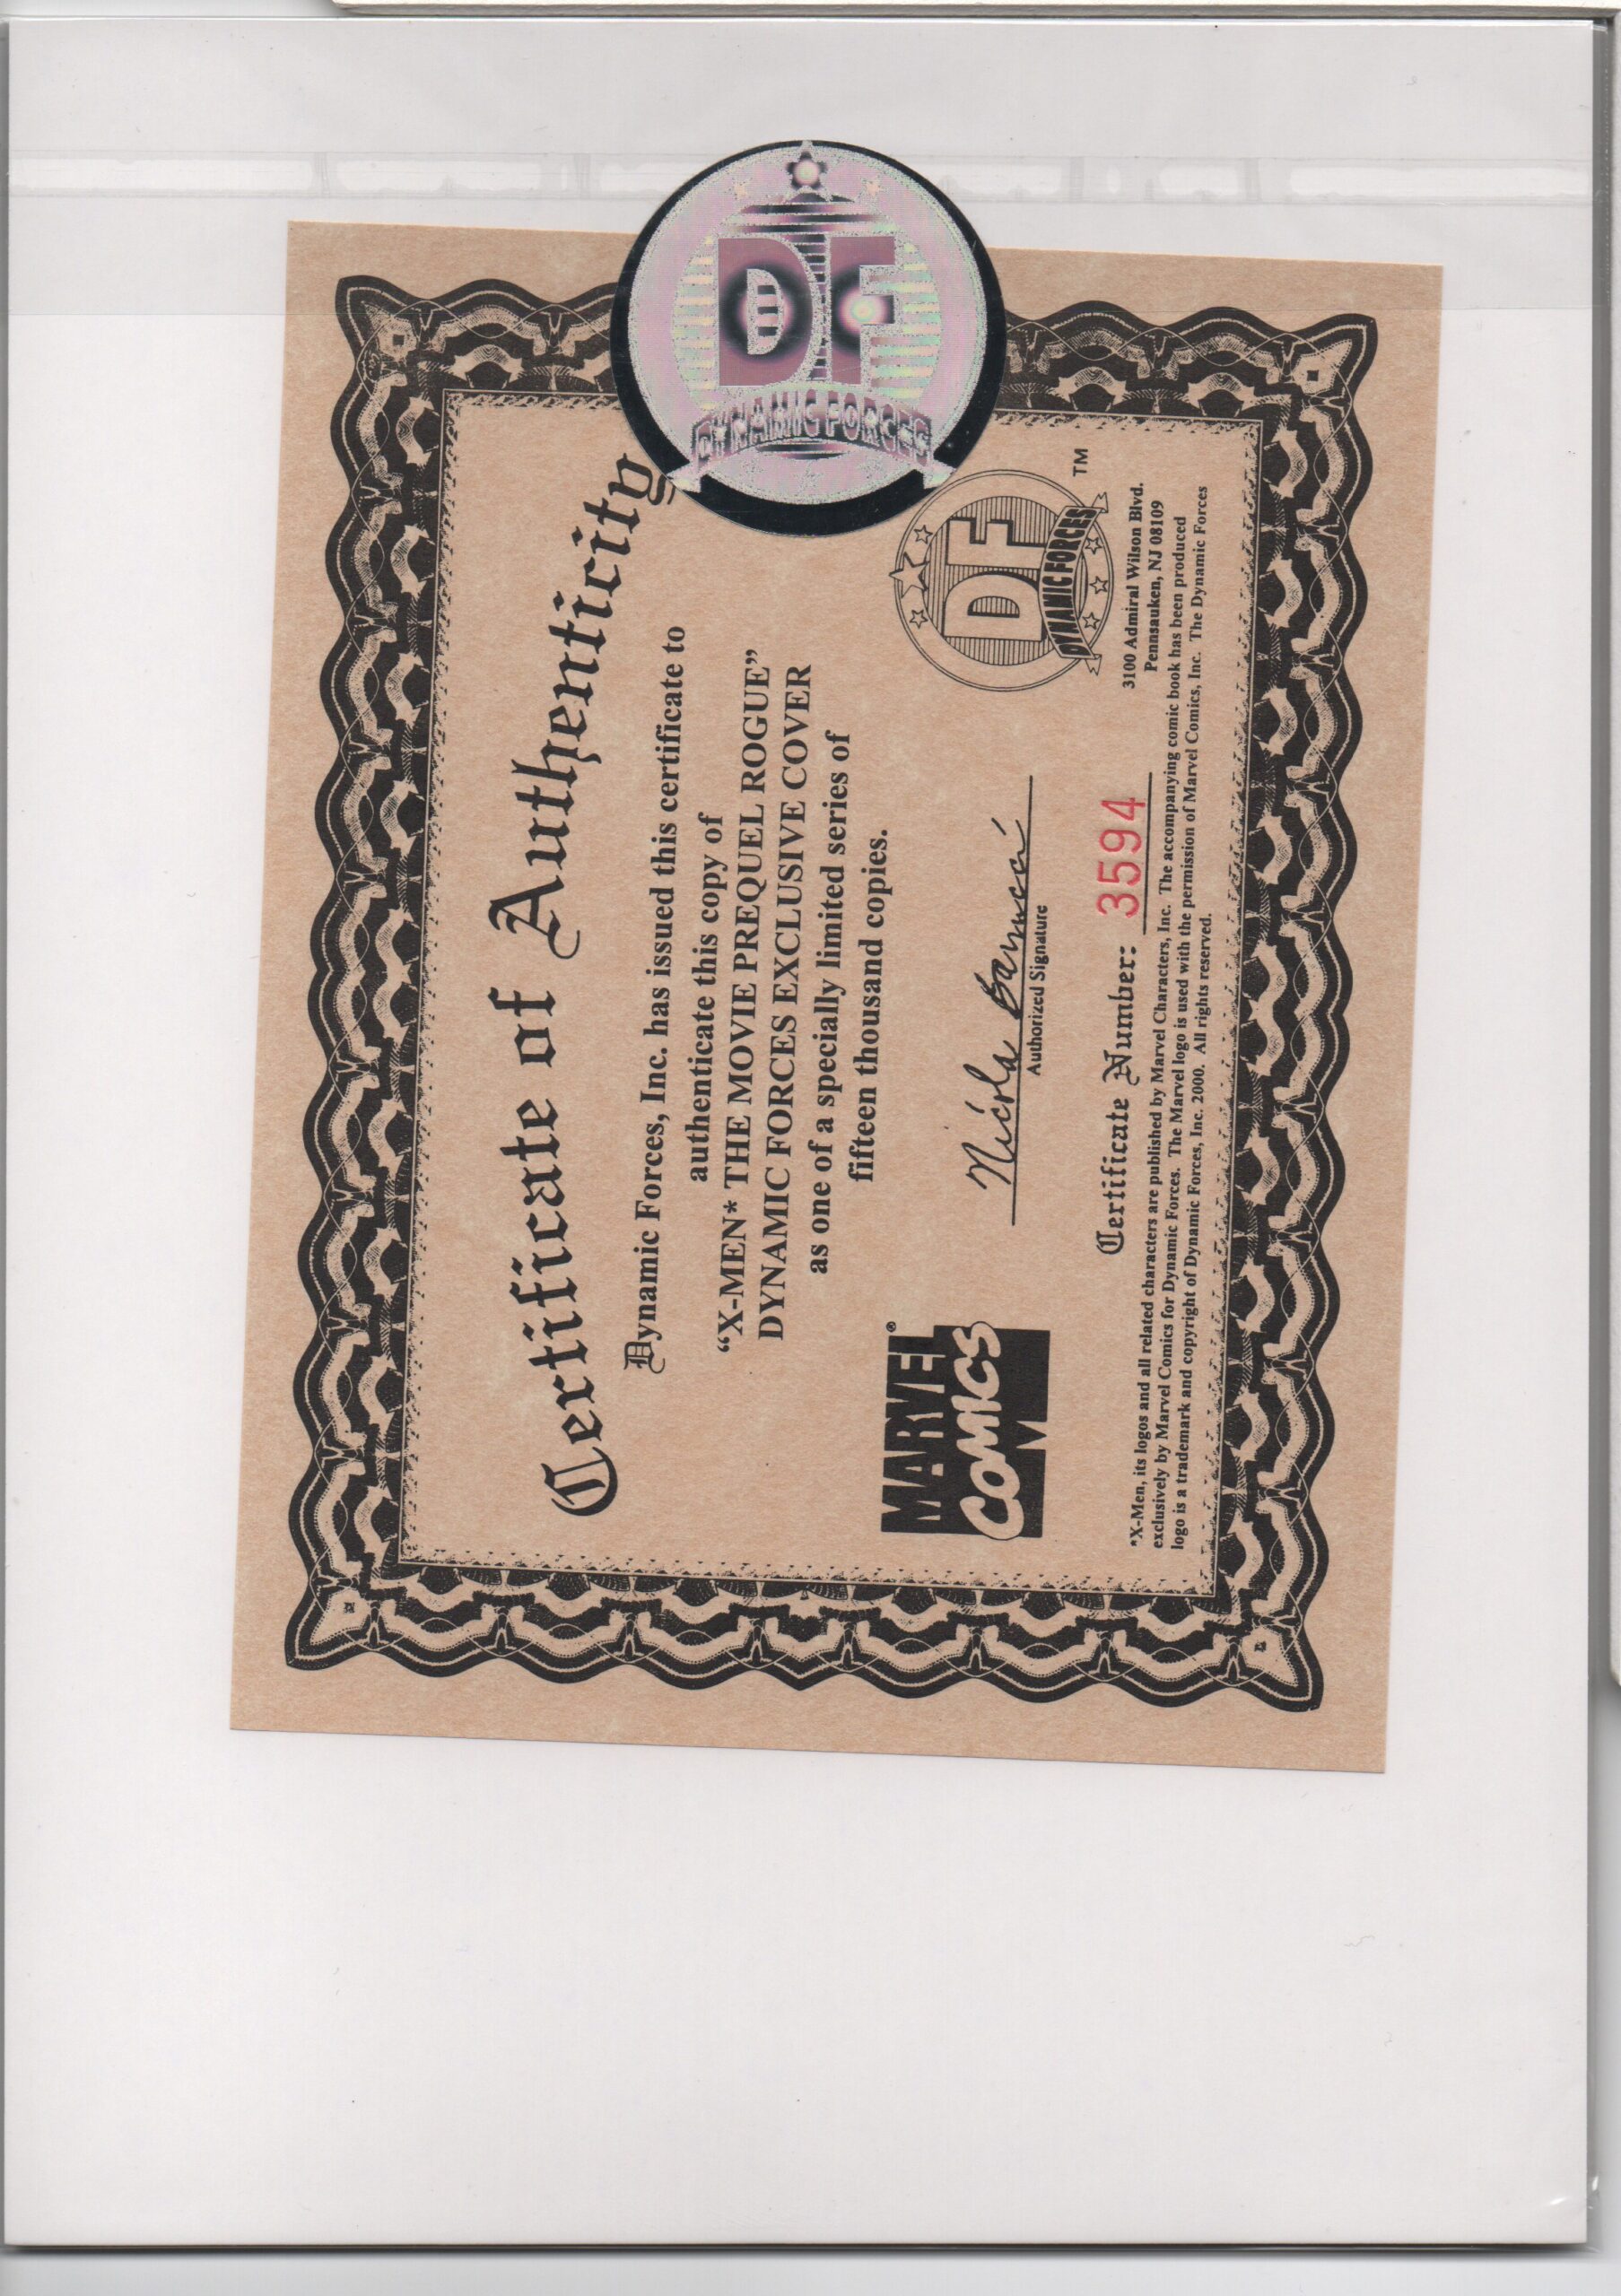 DF
DYNAMIC FORCES
Certificate of Authenticity
Dynamic Forces, Inc. has issued this certificate to
authenticate this copy of
“X-MEN* THE MOVIE PREQUEL ROGUE”
DYNAMIC FORCES EXCLUSIVE COVER
as one of a specially limited series of
fifteen thousand copies.
MARVEL®
COMICS
Authorized Signature
DF
DYNAMIC FORCES
TM
Certificate Number: 3594
3100 Admiral Wilson Blvd.
Pennsauken, NJ 08109
*X-Men, its logos and all related characters are published by Marvel Characters, Inc. The accompanying comic book has been produced
exclusively by Marvel Comics for Dynamic Forces. The Marvel logo is used with the permission of Marvel Comics, Inc. The Dynamic Forces
logo is a trademark and copyright of Dynamic Forces, Inc. 2000. All rights reserved.